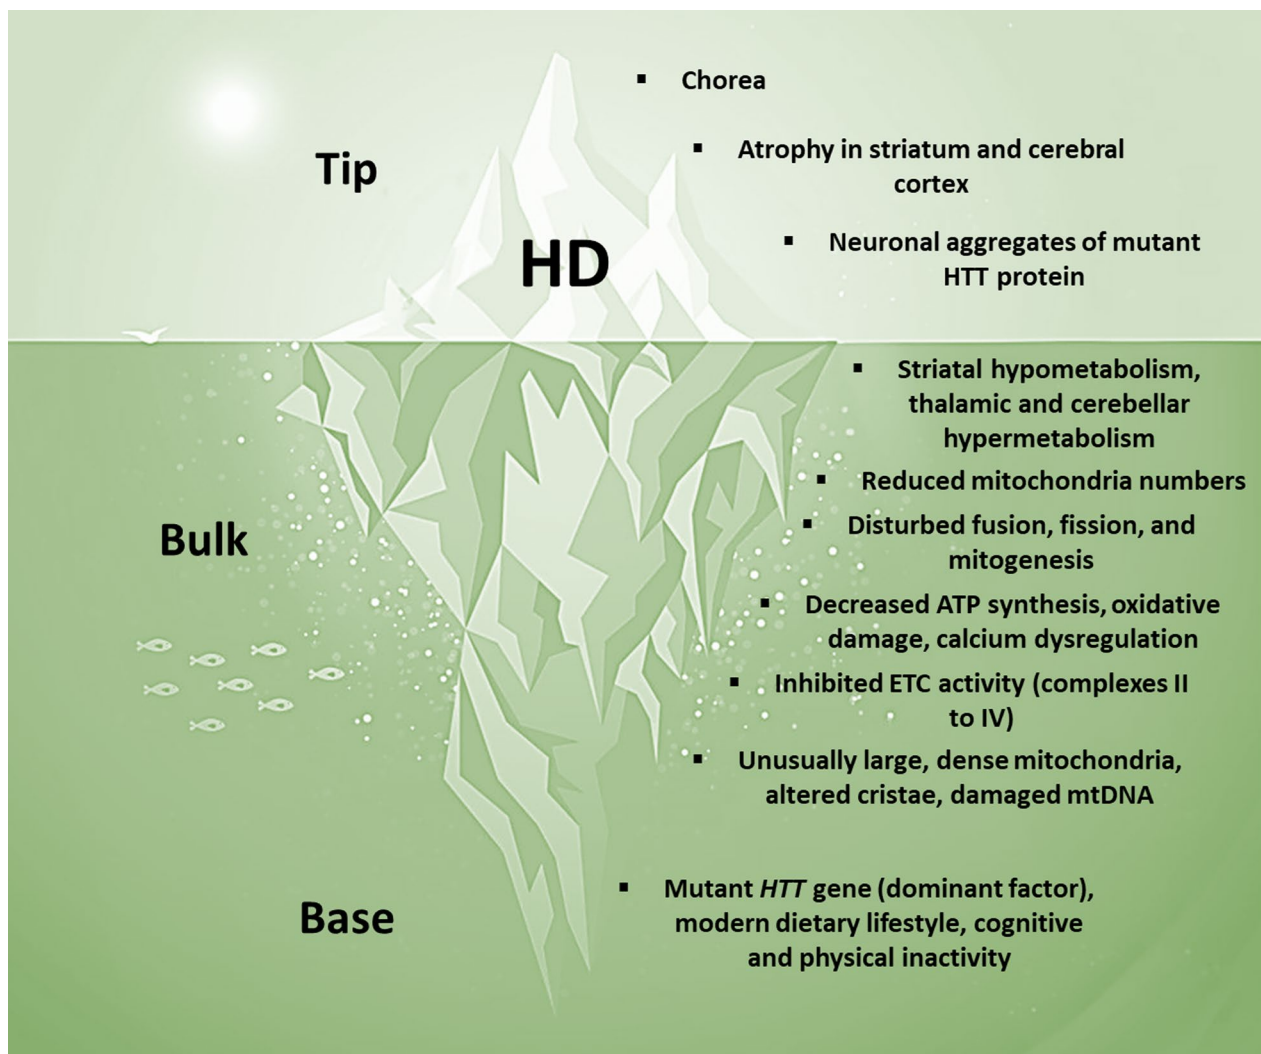 ▪ Chorea
Tip
▪ Atrophy in striatum and cerebral
cortex
HD
▪ Neuronal aggregates of mutant
HTT protein
▪ Striatal hypometabolism,
thalamic and cerebellar
hypermetabolism
▪ Reduced mitochondria numbers
Bulk
▪ Disturbed fusion, fission, and
mitogenesis
▪ Decreased ATP synthesis, oxidative
damage, calcium dysregulation
▪ Inhibited ETC activity (complexes II
to IV)
▪ Unusually large, dense mitochondria,
altered cristae, damaged mtDNA
Base
▪ Mutant HTT gene (dominant factor),
modern dietary lifestyle, cognitive
and physical inactivity